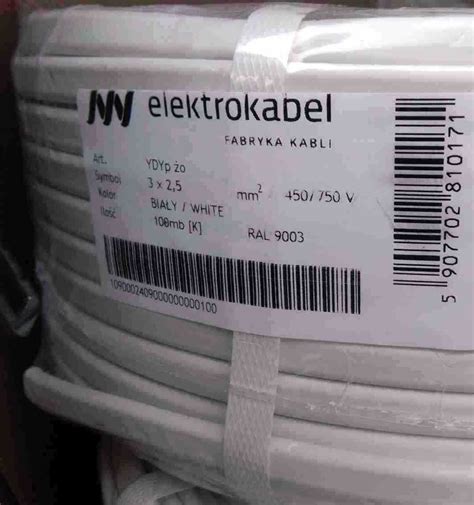 elektrokabel
FABRYKA KABLI
Art. YDYp żo
Symbol 3 x 2,5 mm² 450/750 V
Kolor BIAŁY / WHITE
Ilość 100mb [K] RAL 9003
1090002409000000000100
5 907702 810171